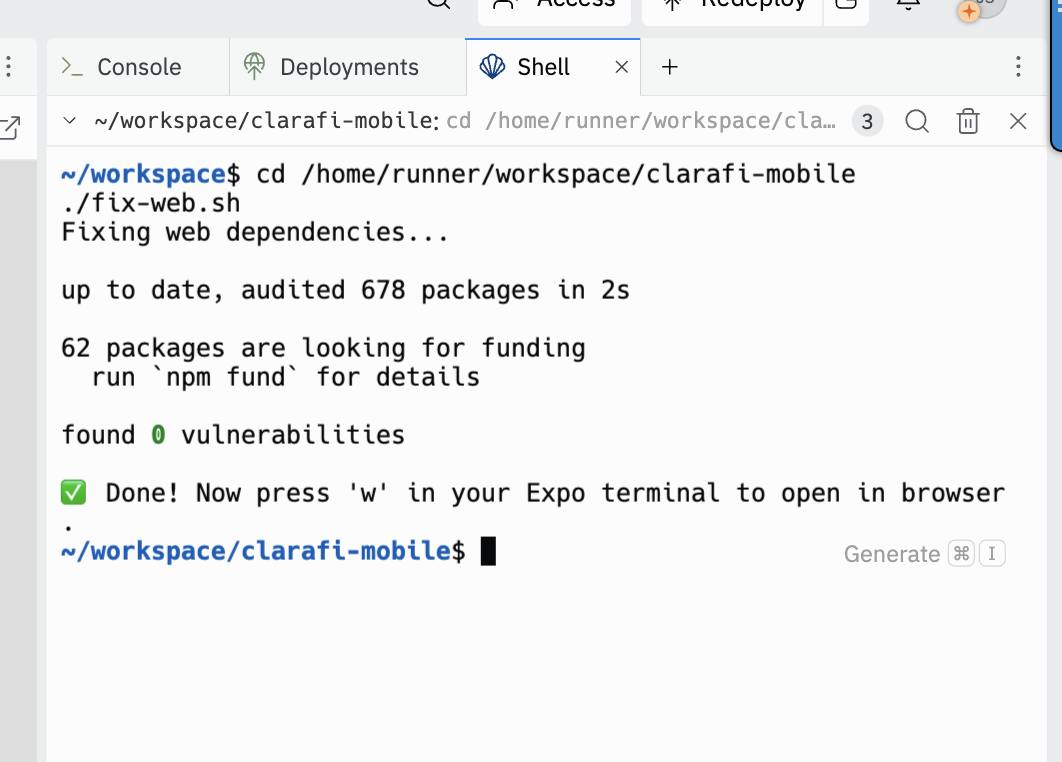 Access
Redeploy
Console
Deployments
Shell
~/workspace/clarafi-mobile: cd /home/runner/workspace/cla… 3
~/workspace$ cd /home/runner/workspace/clarafi-mobile
./fix-web.sh
Fixing web dependencies...
up to date, audited 678 packages in 2s
62 packages are looking for funding
run `npm fund` for details
found 0 vulnerabilities
✅ Done! Now press 'w' in your Expo terminal to open in browser
.
~/workspace/clarafi-mobile$
Generate ⌘ I